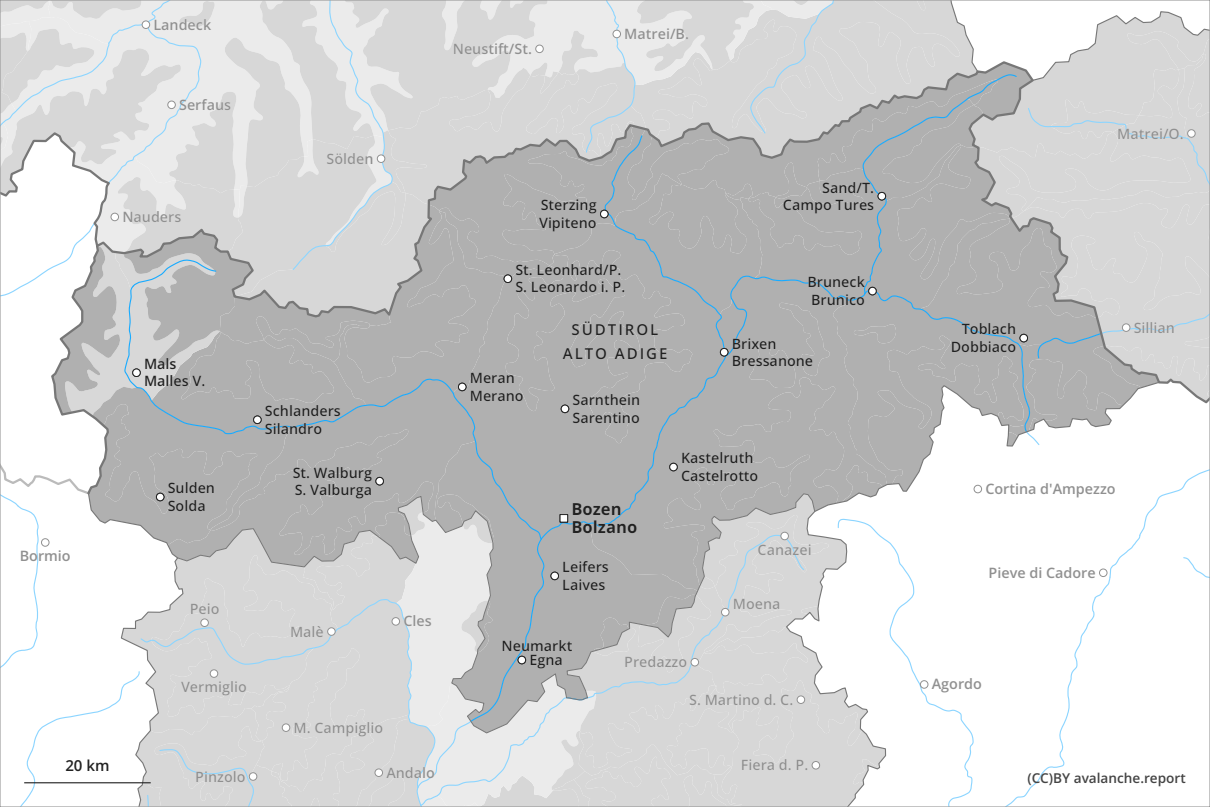 Landeck
Neustift/St.
Matrei/B.
Serfaus
Matrei/O.
Sölden
Sand/T.
Campo Tures
Nauders
Sterzing
Vipiteno
St. Leonhard/P.
S. Leonardo i. P.
Bruneck
Brunico
SÜDTIROL
ALTO ADIGE
Toblach
Dobbiaco
Sillian
Brixen
Bressanone
Mals
Malles V.
Meran
Merano
Sarnthein
Sarentino
Schlanders
Silandro
Kastelruth
Castelrotto
St. Walburg
S. Valburga
Sulden
Solda
Cortina d'Ampezzo
Bozen
Bolzano
Bormio
Canazei
Leifers
Laives
Pieve di Cadore
Peio
Moena
Malè
Cles
Neumarkt
Egna
Predazzo
Vermiglio
Agordo
S. Martino d. C.
M. Campiglio
20 km
Pinzolo
Andalo
Fiera d. P.
(CC)BY avalanche.report